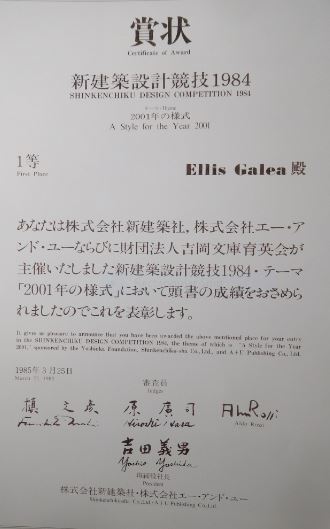 賞状
Certificate of Award
新建築設計競技1984
SHINKENCHIKU DESIGN COMPETITION 1984
テーマ・Theme
2001年の様式
A Style for the Year 2001
1等
First Place
Ellis Galea 殿
あなたは株式会社新建築社,株式会社エー・ア
ンド・ユーならびに財団法人吉岡文庫育英会が
主催いたしました新建築設計競技1984・テーマ
「2001年の様式」において頭書の成績をおさめら
れましたのでこれを表彰します。
It gives us pleasure to announce that you have been awarded the above mentioned place for your entry
in the SHINKENCHIKU DESIGN COMPETITION 1984, the theme of which is "A Style for the Year
2001," sponsored by the Yoshioka Foundation, Shinkenchiku-sha Co., Ltd., and A+U Publishing Co., Ltd.
1985年3月25日
March 25, 1985
審査員
Judges
槇 文彦 原 廣司 Aldo Rossi
Fumihiko Maki Hiroshi Hara Aldo Rossi
吉田義男
Yoshio Yoshida
取締役社長
President
株式会社新建築社・株式会社エー・アンド・ユー
Shinkenchiku-sha Co., Ltd.・A+U Publishing Co., Ltd.